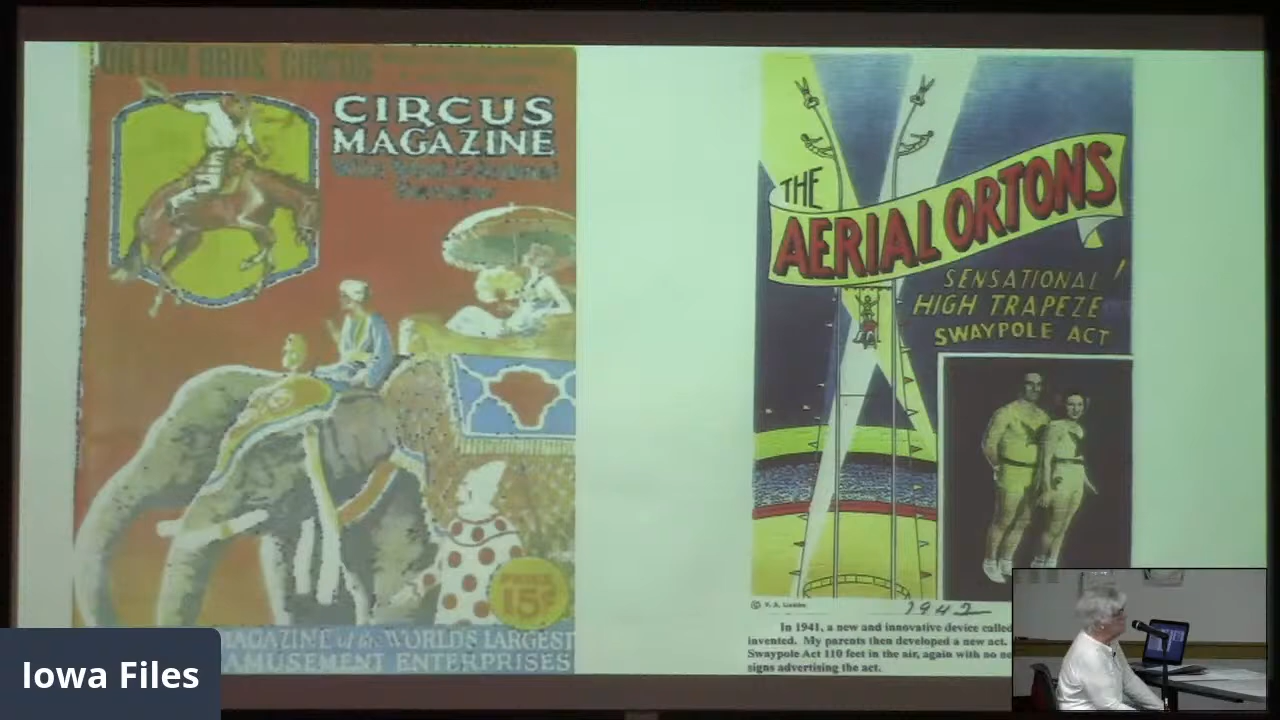 ORTON BROS CIRCUS
CIRCUS
MAGAZINE
PRICE
15¢
MAGAZINE of the WORLDS LARGEST
AMUSEMENT ENTERPRISES
THE
AERIAL ORTONS
SENSATIONAL!
HIGH TRAPEZE
SWAYPOLE ACT
1942
In 1941, a new and innovative device called
invented. My parents then developed a new act.
Swaypole Act 110 feet in the air, again with no ne
signs advertising the act.
Iowa Files